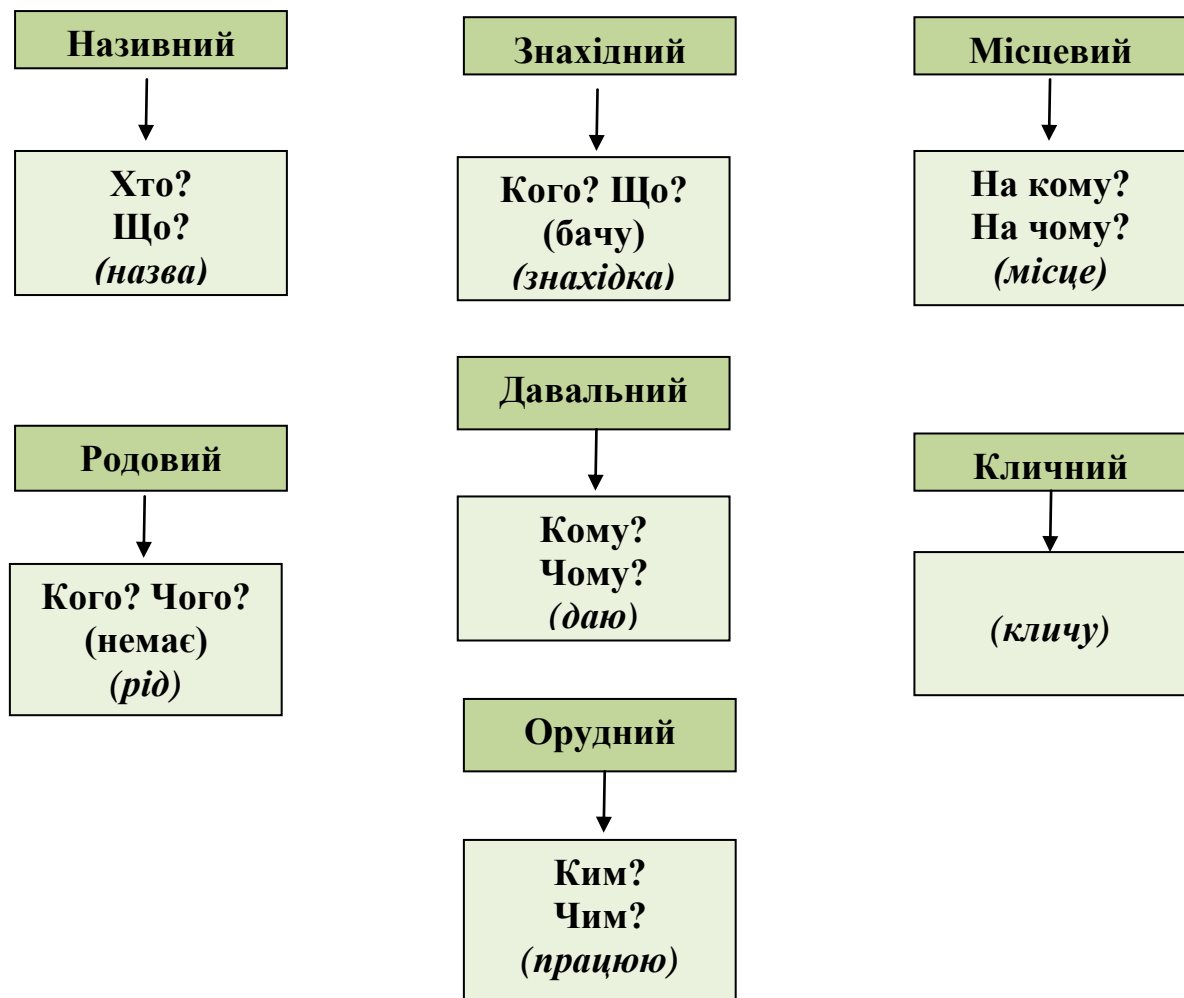 Називний
Хто?
Що?
(назва)
Родовий
Кого? Чого?
(немає)
(рід)
Знахідний
Кого? Що?
(бачу)
(знахідка)
Давальний
Кому?
Чому?
(даю)
Орудний
Ким?
Чим?
(працюю)
Місцевий
На кому?
На чому?
(місце)
Кличний
(кличу)